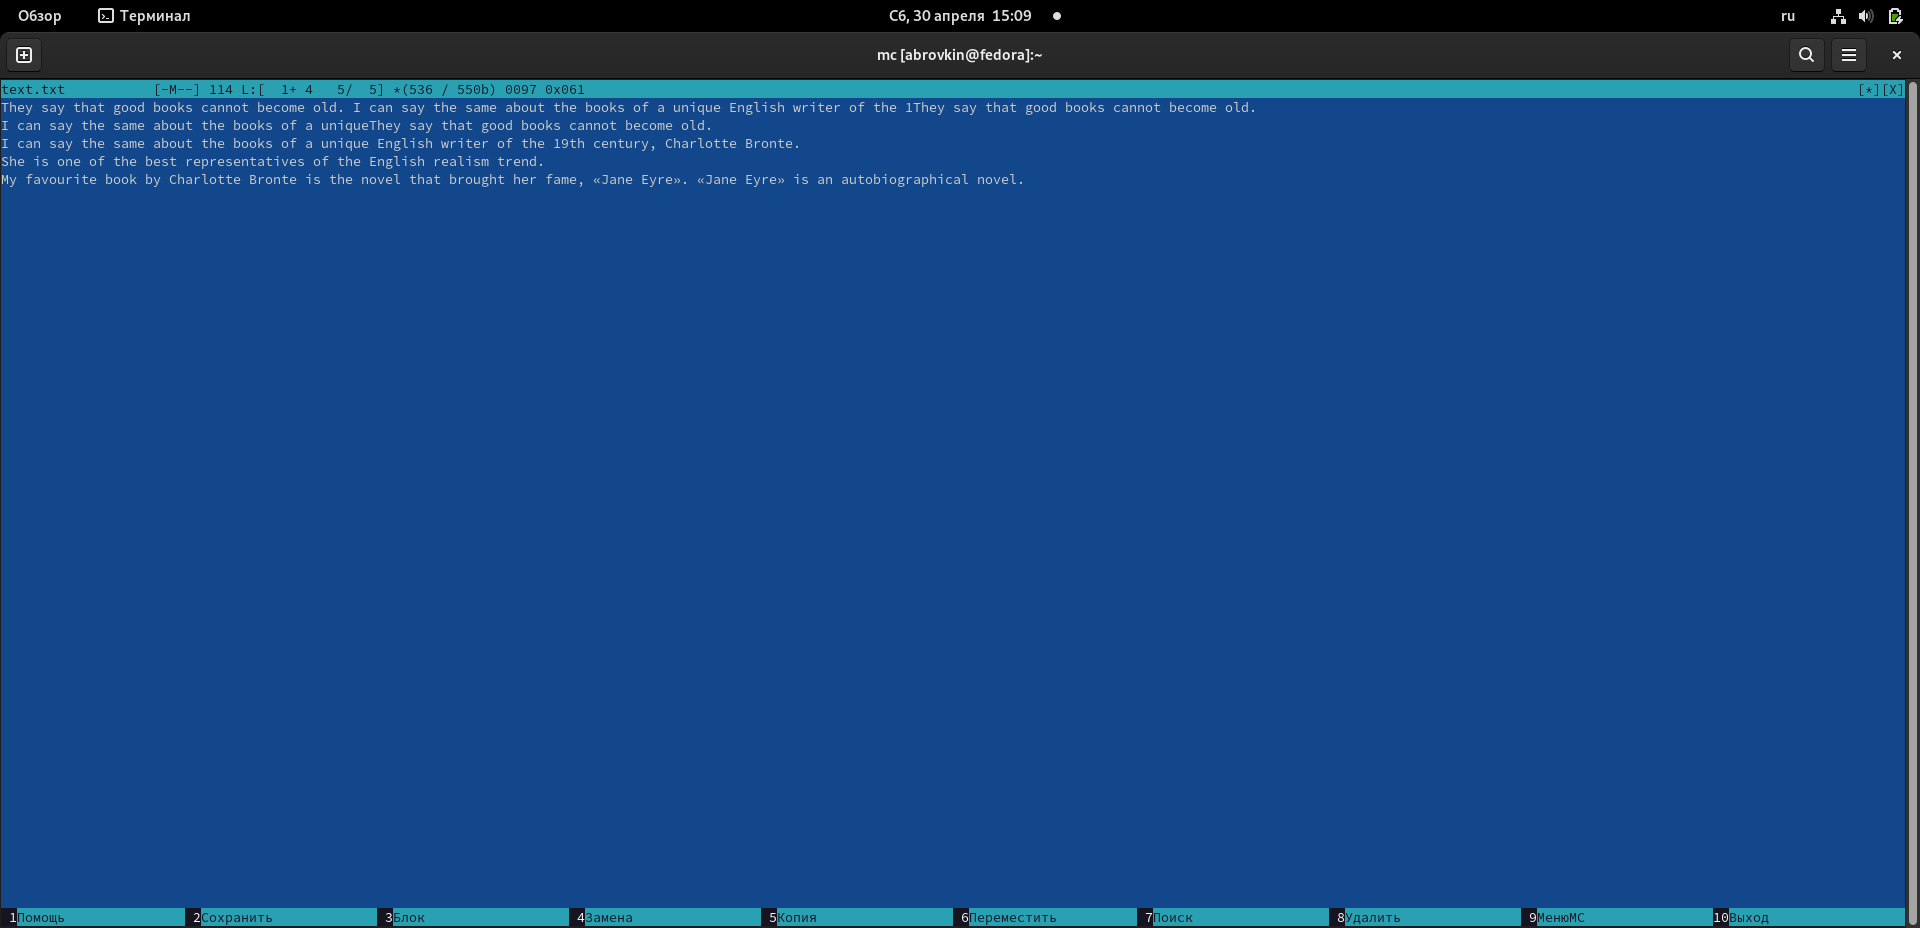 Обзор Терминал Сб, 30 апреля 15:09 ru
mc [abrovkin@fedora]:~
text.txt [-M--] 114 L:[ 1+ 4 5/ 5] *(536 / 550b) 0097 0x061 [*][X]
They say that good books cannot become old. I can say the same about the books of a unique English writer of the 1They say that good books cannot become old.
I can say the same about the books of a uniqueThey say that good books cannot become old.
I can say the same about the books of a unique English writer of the 19th century, Charlotte Bronte.
She is one of the best representatives of the English realism trend.
My favourite book by Charlotte Bronte is the novel that brought her fame, «Jane Eyre». «Jane Eyre» is an autobiographical novel.
1Помощь 2Сохранить 3Блок 4Замена 5Копия 6Переместить 7Поиск 8Удалить 9МенюMC 10Выход